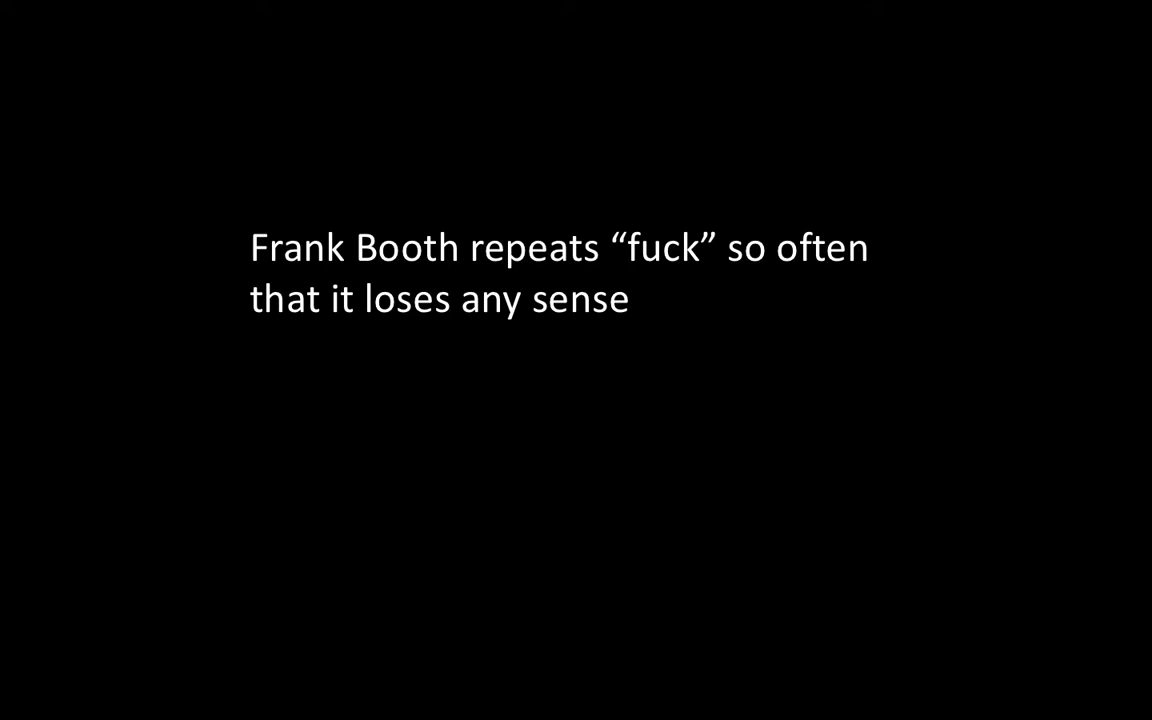 Frank Booth repeats “fuck” so often
that it loses any sense